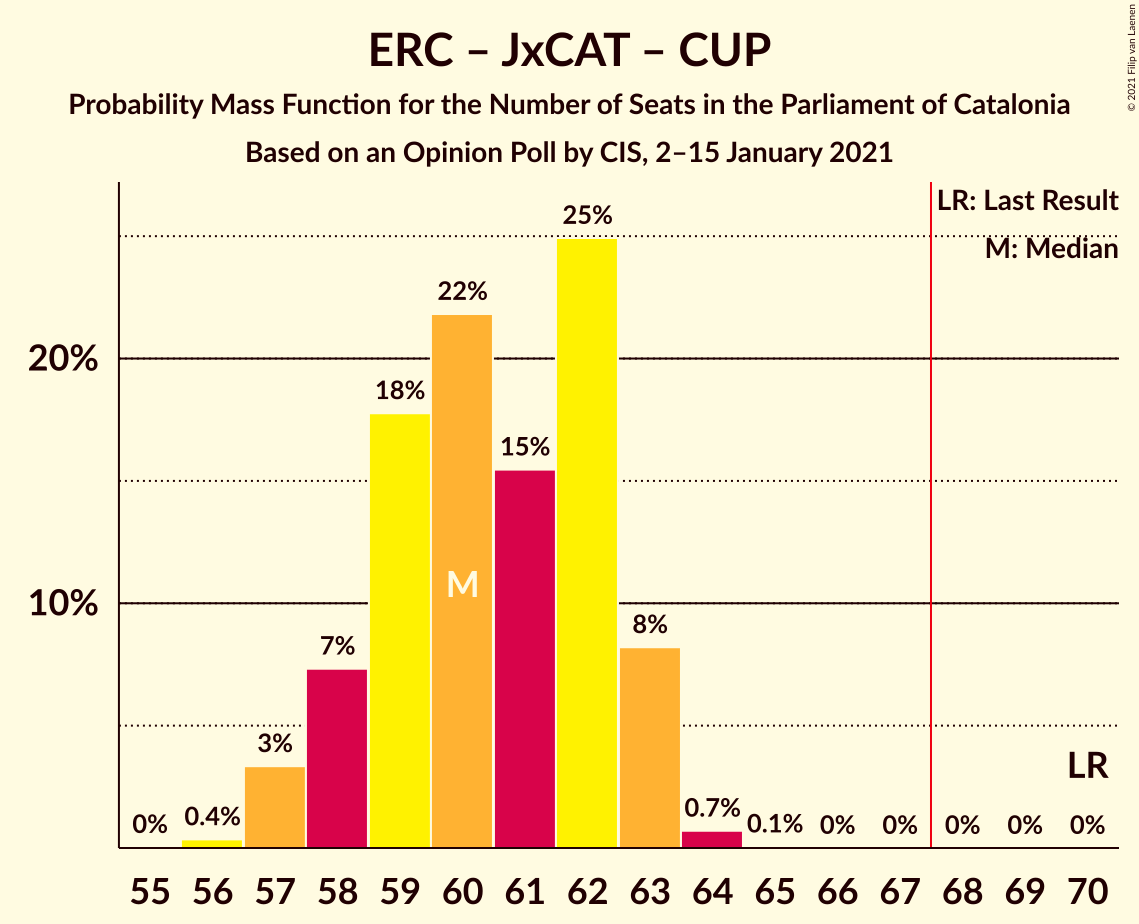 ERC – JxCAT – CUP
Probability Mass Function for the Number of Seats in the Parliament of Catalonia
Based on an Opinion Poll by CIS, 2–15 January 2021
© 2021 Filip van Laenen
LR: Last Result
M: Median
25%
22%
20%
18%
15%
M
10%
8%
7%
3%
LR
0% 0.4% 0.7% 0.1% 0% 0% 0% 0% 0%
55 56 57 58 59 60 61 62 63 64 65 66 67 68 69 70